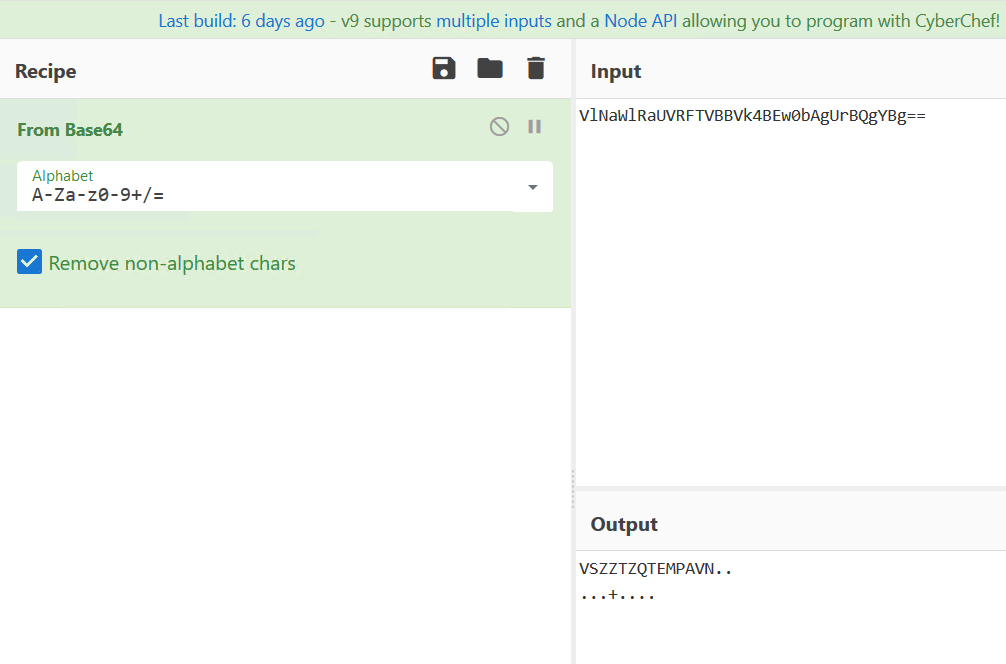 Last build: 6 days ago - v9 supports multiple inputs and a Node API allowing you to program with CyberChef!
Recipe
From Base64
Alphabet
A-Za-z0-9+/=
Remove non-alphabet chars
Input
VlNaWlRaUVRFTVBBVk4BEw0bAgUrBQgYBg==
Output
VSZZTZQTEMPAVN..
...+....